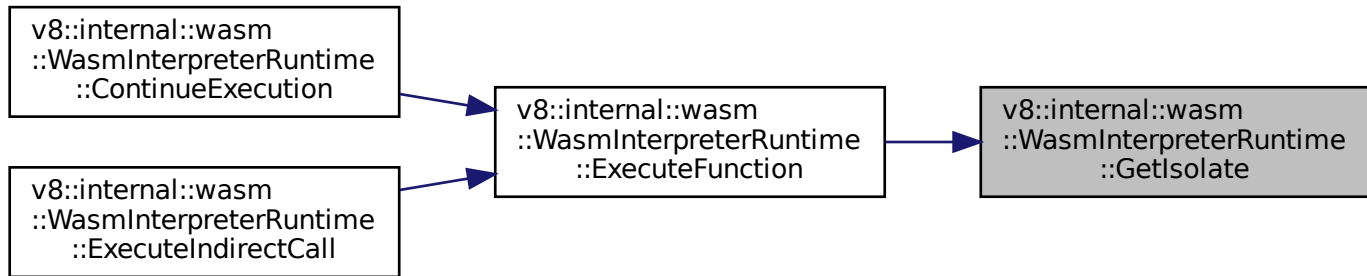 v8::internal::wasm
::WasmInterpreterRuntime
::ContinueExecution
v8::internal::wasm
::WasmInterpreterRuntime
::ExecuteIndirectCall
v8::internal::wasm
::WasmInterpreterRuntime
::ExecuteFunction
v8::internal::wasm
::WasmInterpreterRuntime
::GetIsolate